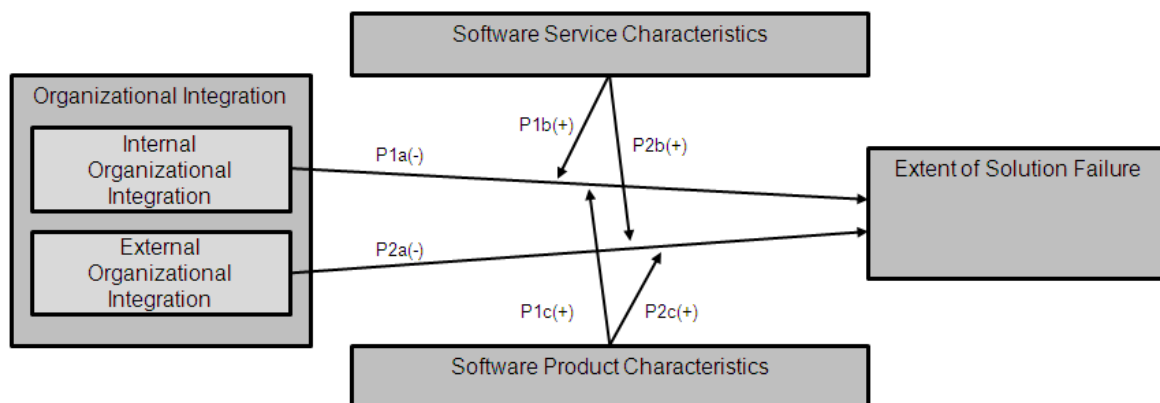 Software Service Characteristics
Organizational Integration
Internal
Organizational
Integration
External
Organizational
Integration
P1a(-)
P2a(-)
P1b(+)
P2b(+)
P1c(+)
P2c(+)
Extent of Solution Failure
Software Product Characteristics